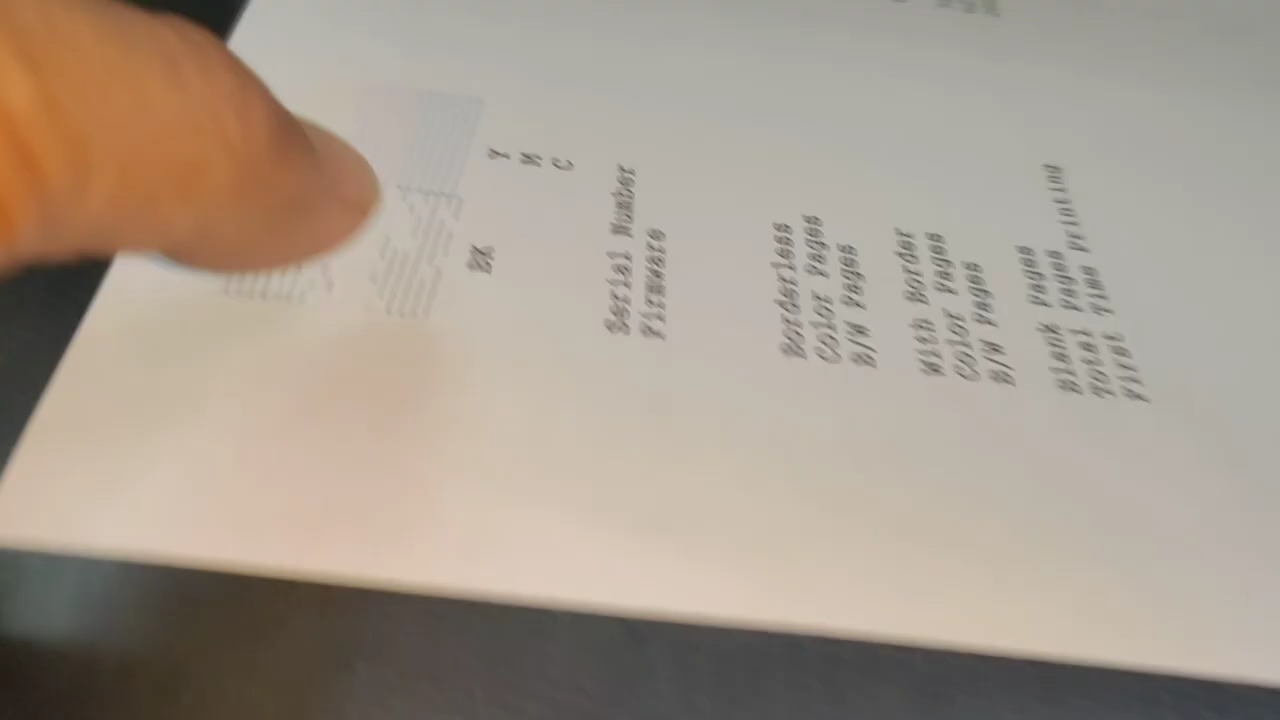 Y
M
C
BK
Serial Number
Firmware
Borderless
Color Pages
B/W Pages
With Border
Color Pages
B/W Pages
Blank Pages
Total Pages
First Time Printing